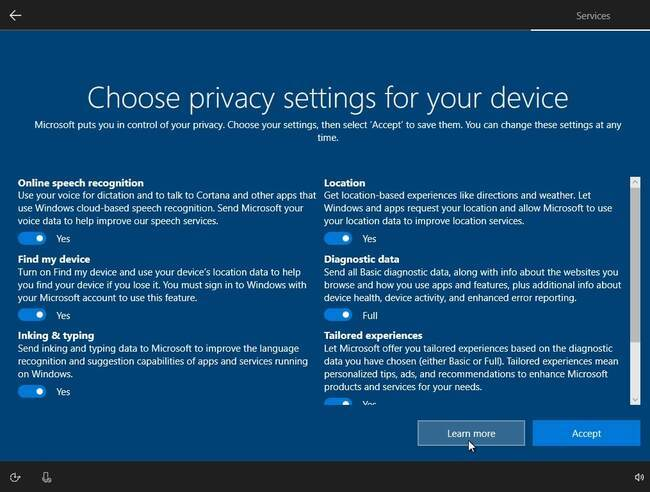 Services
Choose privacy settings for your device
Microsoft puts you in control of your privacy. Choose your settings, then select 'Accept' to save them. You can change these settings at any
time.
Online speech recognition
Use your voice for dictation and to talk to Cortana and other apps that
use Windows cloud-based speech recognition. Send Microsoft your
voice data to help improve our speech services.
Yes
Find my device
Turn on Find my device and use your device's location data to help
you find your device if you lose it. You must sign in to Windows with
your Microsoft account to use this feature.
Yes
Inking & typing
Send inking and typing data to Microsoft to improve the language
recognition and suggestion capabilities of apps and services running
on Windows.
Yes
Location
Get location-based experiences like directions and weather. Let
Windows and apps request your location and allow Microsoft to use
your location data to improve location services.
Yes
Diagnostic data
Send all Basic diagnostic data, along with info about the websites you
browse and how you use apps and features, plus additional info about
device health, device activity, and enhanced error reporting.
Full
Tailored experiences
Let Microsoft offer you tailored experiences based on the diagnostic
data you have chosen (either Basic or Full). Tailored experiences mean
personalized tips, ads, and recommendations to enhance Microsoft
products and services for your needs.
Yes
Learn more
Accept